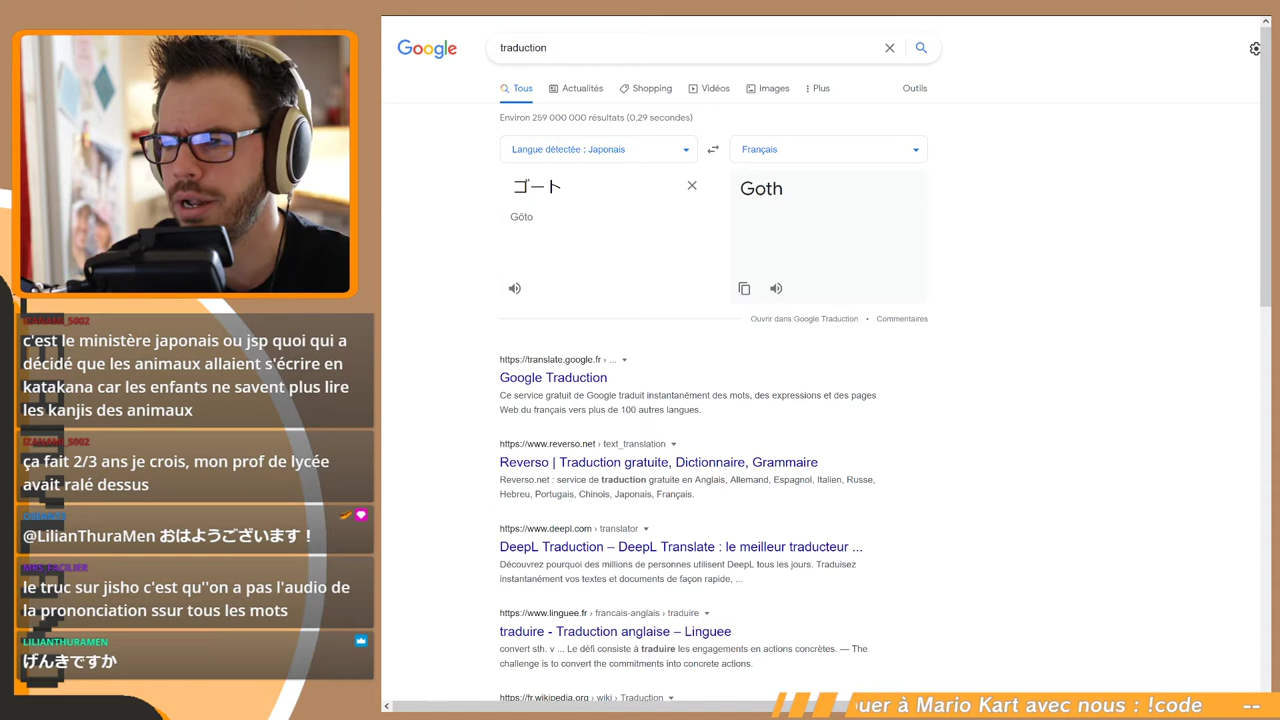 Google
traduction
Tous
Actualités
Shopping
Vidéos
Images
Plus
Outils
Environ 259 000 000 résultats (0,29 secondes)
Langue détectée : Japonais
Français
ゴート
Gōto
Goth
Ouvrir dans Google Traduction • Commentaires
https://translate.google.fr › ...
Google Traduction
Ce service gratuit de Google traduit instantanément des mots, des expressions et des pages
Web du français vers plus de 100 autres langues.
https://www.reverso.net › text_translation
Reverso | Traduction gratuite, Dictionnaire, Grammaire
Reverso.net : service de traduction gratuite en Anglais, Allemand, Espagnol, Italien, Russe,
Hebreu, Portugais, Chinois, Japonais, Français.
https://www.deepl.com › translator
DeepL Traduction – DeepL Translate : le meilleur traducteur ...
Découvrez pourquoi des millions de personnes utilisent DeepL tous les jours. Traduisez
instantanément vos textes et documents de façon rapide, ...
https://www.linguee.fr › francais-anglais › traduire
traduire - Traduction anglaise – Linguee
convert sth. v ... Le défi consiste à traduire les engagements en actions concrètes. — The
challenge is to convert the commitments into concrete actions.
https://fr.wikipedia.org › wiki › Traduction
IZANAMI_5002
c'est le ministère japonais ou jsp quoi qui a
décidé que les animaux allaient s'écrire en
katakana car les enfants ne savent plus lire
les kanjis des animaux
IZANAMI_5002
ça fait 2/3 ans je crois, mon prof de lycée
avait ralé dessus
@LilianThuraMen おはようございます！
le truc sur jisho c'est qu''on a pas l'audio de
la prononciation ssur tous les mots
LILIANTHURAMEN
げんきですか
uer à Mario Kart avec nous : !code
--